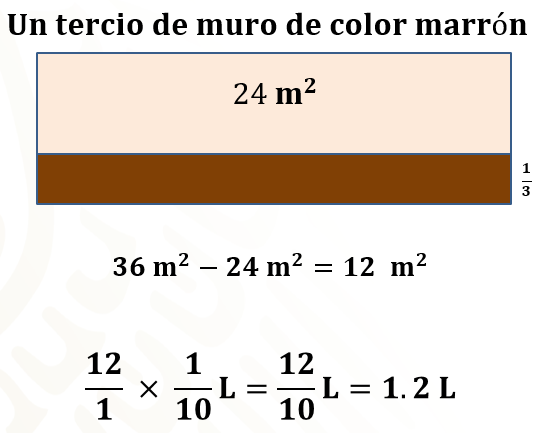 Un tercio de muro de color marrón
24 m²
1/3
36 m² − 24 m² = 12 m²
12/1 × 1/10 L = 12/10 L = 1.2 L